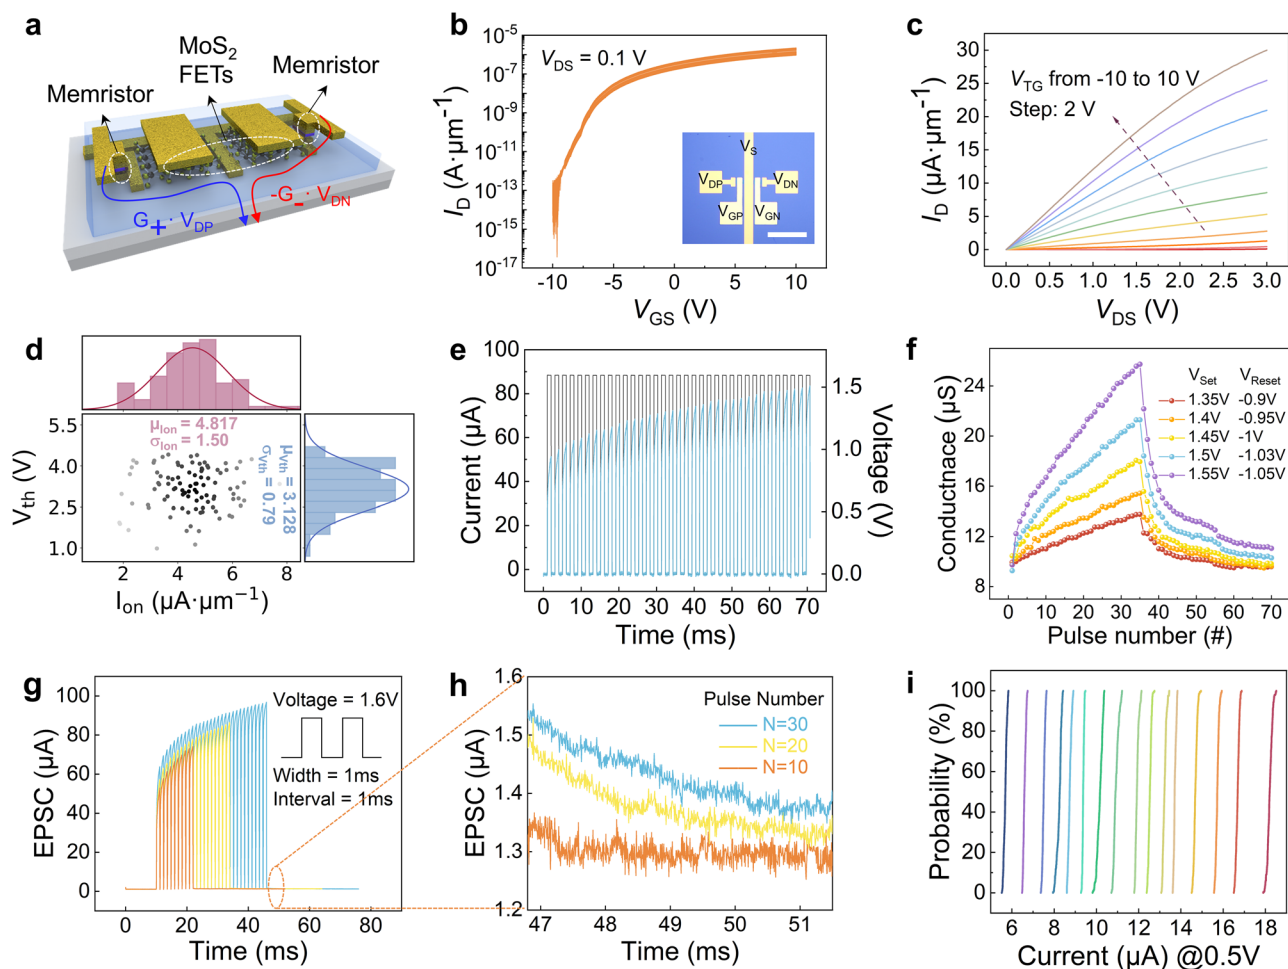 a
Memristor
MoS2
FETs
Memristor
G+· VDP
-G-· VDN
b
VDS = 0.1 V
ID (A·μm−1)
10-5
10-7
10-9
10-11
10-13
10-15
10-17
-10 -5 0 5 10
VGS (V)
VS
VDP
VDN
VGP
VGN
c
VTG from -10 to 10 V
Step: 2 V
ID (μA·μm−1)
30
25
20
15
10
5
0
0.0 0.5 1.0 1.5 2.0 2.5 3.0
VDS (V)
d
μIon = 4.817
σIon = 1.50
μVth = 3.128
σVth = 0.79
Vth (V)
5.5
4.0
2.5
1.0
2 4 6 8
Ion (μA·μm−1)
e
Current (μA)
100
80
60
40
20
0
Voltage (V)
1.5
1.0
0.5
0.0
0 10 20 30 40 50 60 70
Time (ms)
f
Conductnace (μS)
24
20
16
12
8
VSet VReset
1.35V -0.9V
1.4V -0.95V
1.45V -1V
1.5V -1.03V
1.55V -1.05V
0 10 20 30 40 50 60 70
Pulse number (#)
g
EPSC (μA)
100
80
60
40
20
0
Voltage = 1.6V
Width = 1ms
Interval = 1ms
0 20 40 60 80
Time (ms)
h
EPSC (μA)
1.6
1.5
1.4
1.3
1.2
Pulse Number
N=30
N=20
N=10
47 48 49 50 51
Time (ms)
i
Probability (%)
100
80
60
40
20
0
6 8 10 12 14 16 18
Current (μA) @0.5V